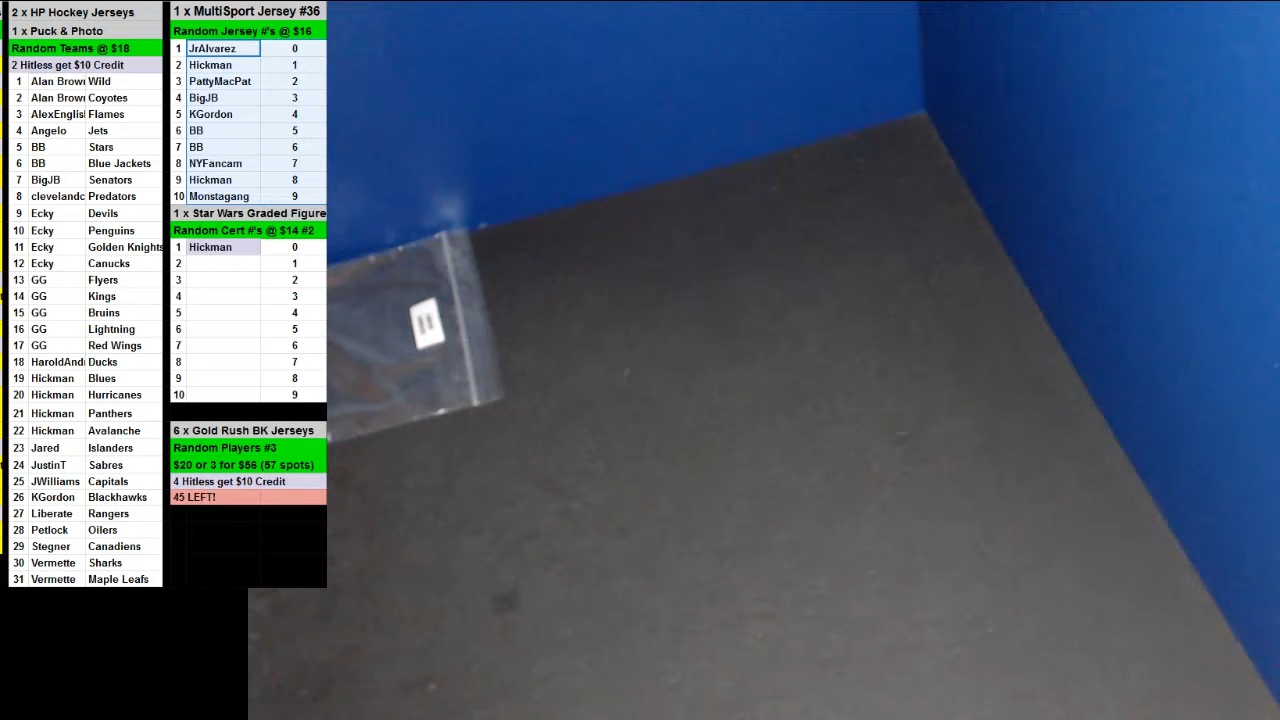 2 x HP Hockey Jerseys
1 x Puck & Photo
Random Teams @ $18
2 Hitless get $10 Credit
1 Alan Brown Wild
2 Alan Brown Coyotes
3 AlexEnglis Flames
4 Angelo Jets
5 BB Stars
6 BB Blue Jackets
7 BigJB Senators
8 clevelandc Predators
9 Ecky Devils
10 Ecky Penguins
11 Ecky Golden Knights
12 Ecky Canucks
13 GG Flyers
14 GG Kings
15 GG Bruins
16 GG Lightning
17 GG Red Wings
18 HaroldAnd Ducks
19 Hickman Blues
20 Hickman Hurricanes
21 Hickman Panthers
22 Hickman Avalanche
23 Jared Islanders
24 JustinT Sabres
25 JWilliams Capitals
26 KGordon Blackhawks
27 Liberate Rangers
28 Petlock Oilers
29 Stegner Canadiens
30 Vermette Sharks
31 Vermette Maple Leafs
1 x MultiSport Jersey #36
Random Jersey #'s @ $16
1 JrAlvarez 0
2 Hickman 1
3 PattyMacPat 2
4 BigJB 3
5 KGordon 4
6 BB 5
7 BB 6
8 NYFancam 7
9 Hickman 8
10 Monstagang 9
1 x Star Wars Graded Figure
Random Cert #'s @ $14 #2
1 Hickman 0
2 1
3 2
4 3
5 4
6 5
7 6
8 7
9 8
10 9
6 x Gold Rush BK Jerseys
Random Players #3
$20 or 3 for $56 (57 spots)
4 Hitless get $10 Credit
45 LEFT!